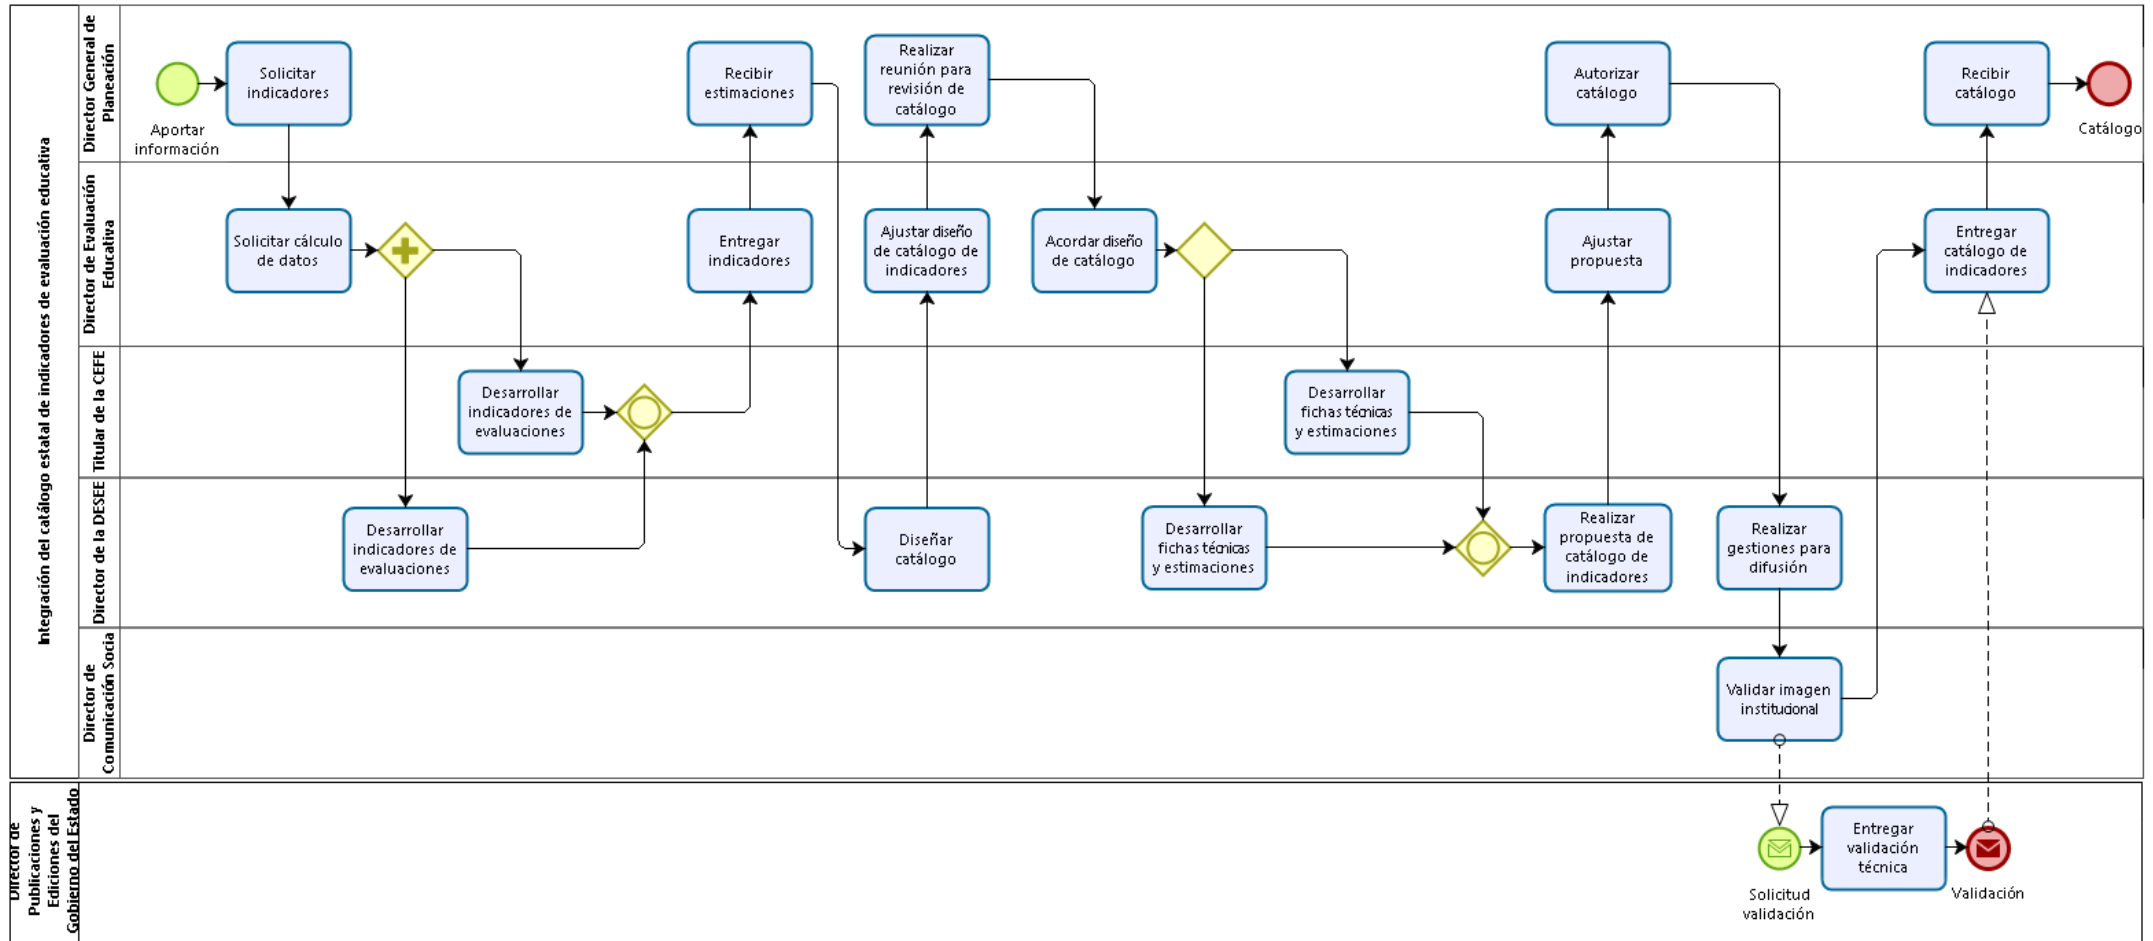 Integración del catálogo estatal de indicadores de evaluación educativa
Director General de
Planeación
Aportar
información
Solicitar
indicadores
Recibir
estimaciones
Realizar
reunión para
revisión de
catálogo
Autorizar
catálogo
Recibir
catálogo
Catálogo
Director de Evaluación
Educativa
Solicitar cálculo
de datos
Entregar
indicadores
Ajustar diseño
de catálogo de
indicadores
Acordar diseño
de catálogo
Ajustar
propuesta
Entregar
catálogo de
indicadores
Titular de la CEFE
Desarrollar
indicadores de
evaluaciones
Desarrollar
fichas técnicas
y estimaciones
Director de la DESEE
Desarrollar
indicadores de
evaluaciones
Diseñar
catálogo
Desarrollar
fichas técnicas
y estimaciones
Realizar
propuesta de
catálogo de
indicadores
Realizar
gestiones para
difusión
Director de
Comunicación Socia
Validar imagen
institucional
Director de
Publicaciones y
Ediciones del
Gobierno del Estado
Solicitud
validación
Entregar
validación
técnica
Validación